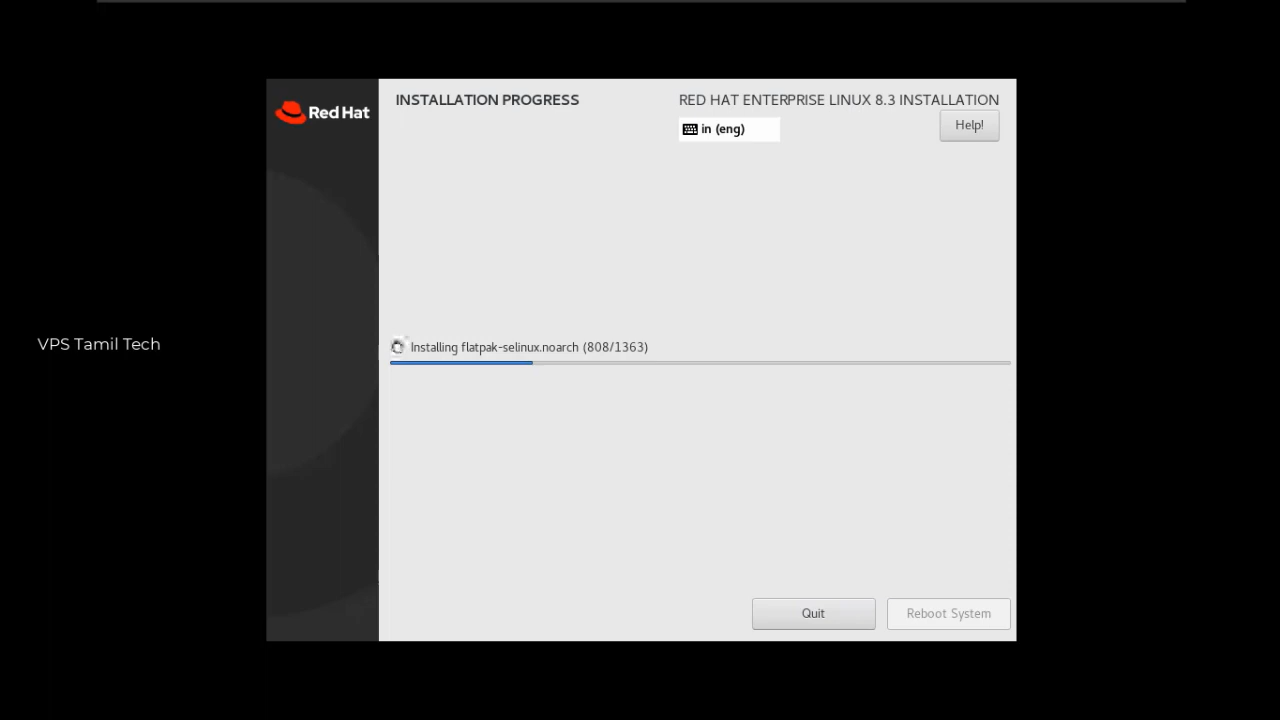 INSTALLATION PROGRESS
RED HAT ENTERPRISE LINUX 8.3 INSTALLATION
Red Hat
in (eng)
Help!
VPS Tamil Tech
Installing flatpak-selinux.noarch (808/1363)
Quit
Reboot System